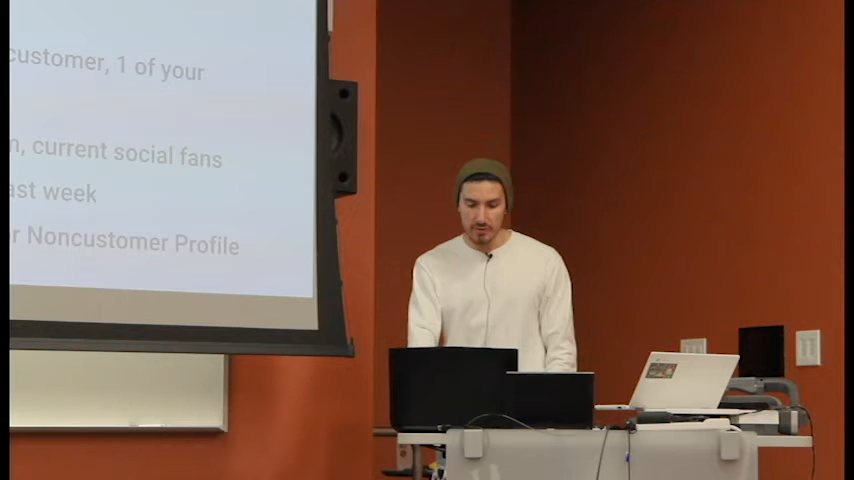 customer, 1 of your
, current social fans
ast week
r Noncustomer Profile